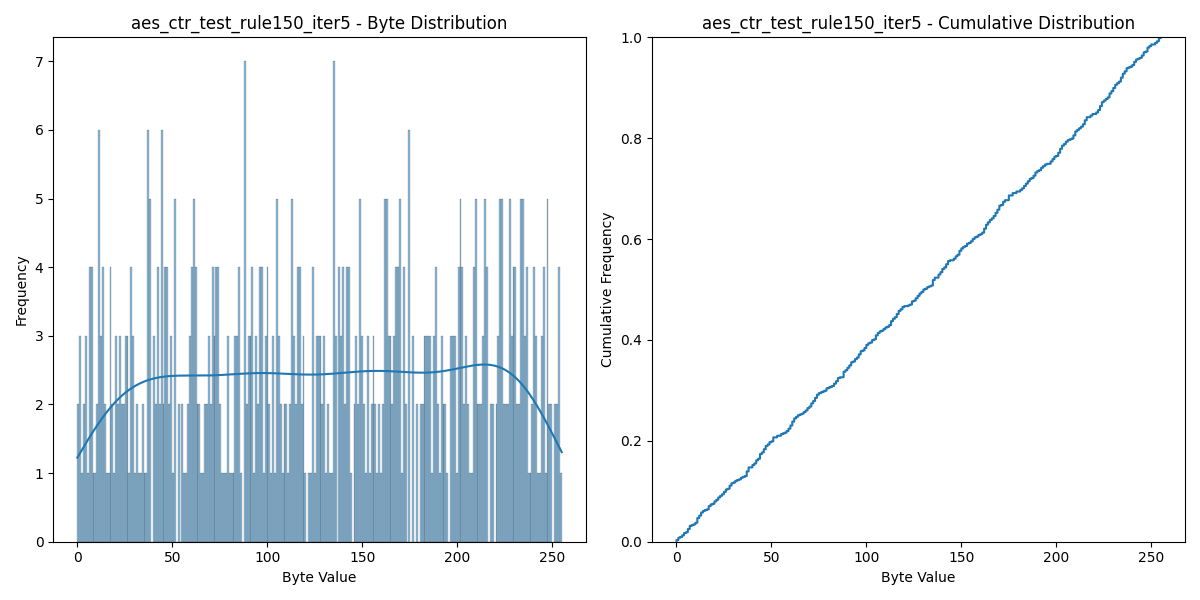 aes_ctr_test_rule150_iter5 - Byte Distribution
7
6
5
4
3
2
1
0
Frequency
0 50 100 150 200 250
Byte Value
aes_ctr_test_rule150_iter5 - Cumulative Distribution
1.0
0.8
0.6
0.4
0.2
0.0
Cumulative Frequency
0 50 100 150 200 250
Byte Value